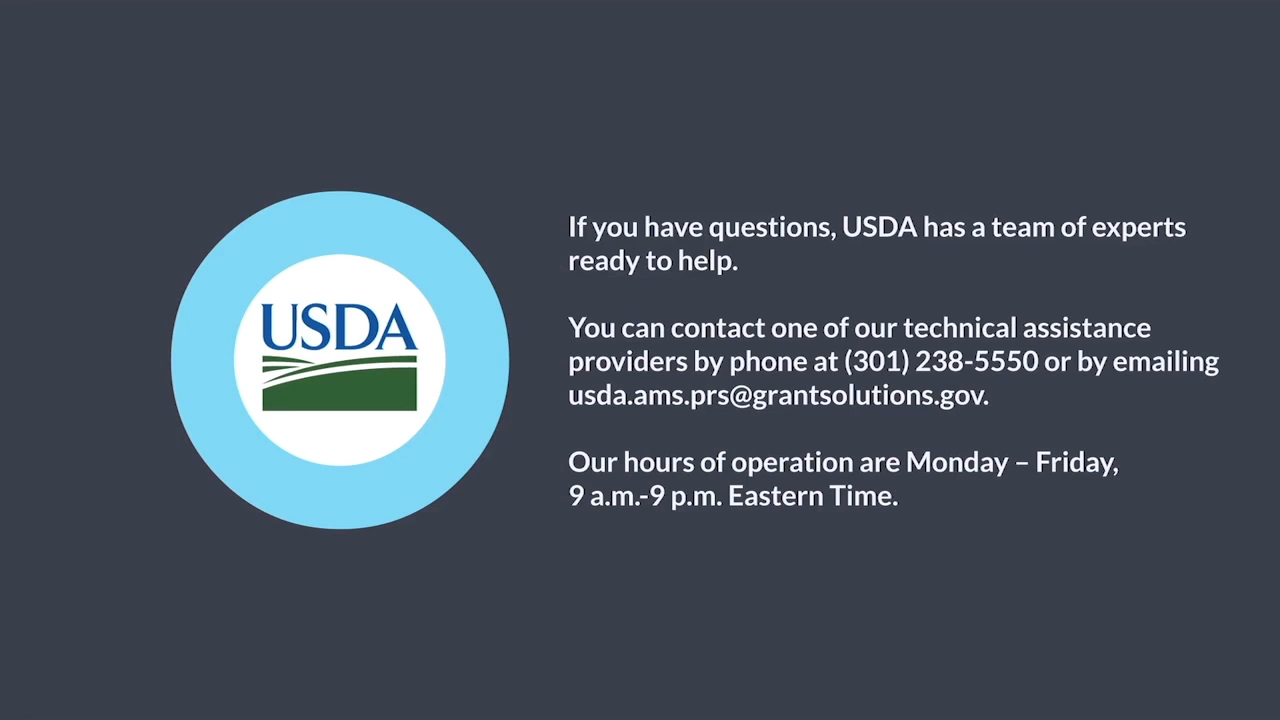 USDA
If you have questions, USDA has a team of experts
ready to help.
You can contact one of our technical assistance
providers by phone at (301) 238-5550 or by emailing
usda.ams.prs@grantsolutions.gov.
Our hours of operation are Monday – Friday,
9 a.m.-9 p.m. Eastern Time.